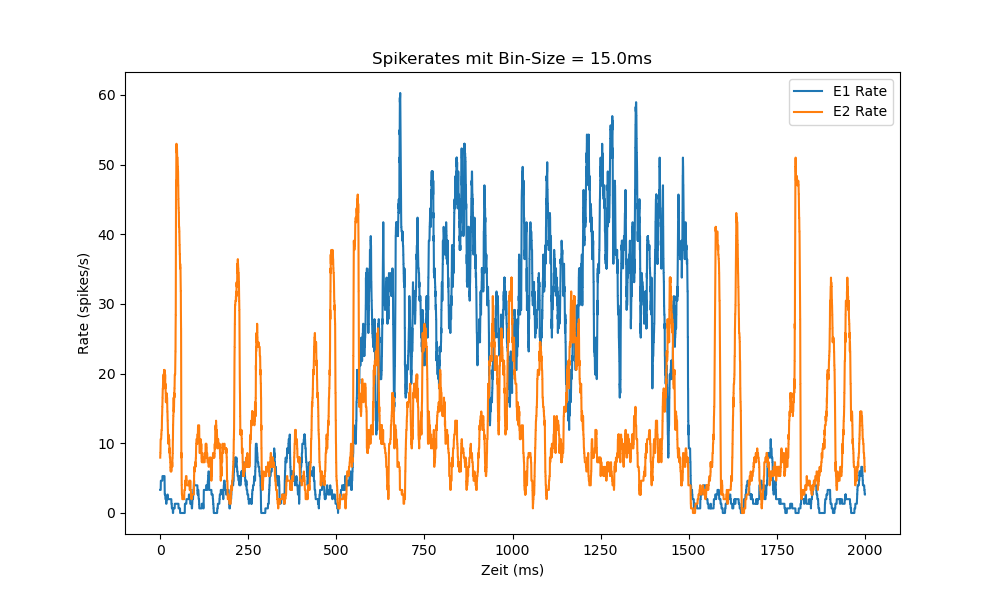 Spikerates mit Bin-Size = 15.0ms
E1 Rate
E2 Rate
60
50
40
30
20
10
0
Rate (spikes/s)
0 250 500 750 1000 1250 1500 1750 2000
Zeit (ms)